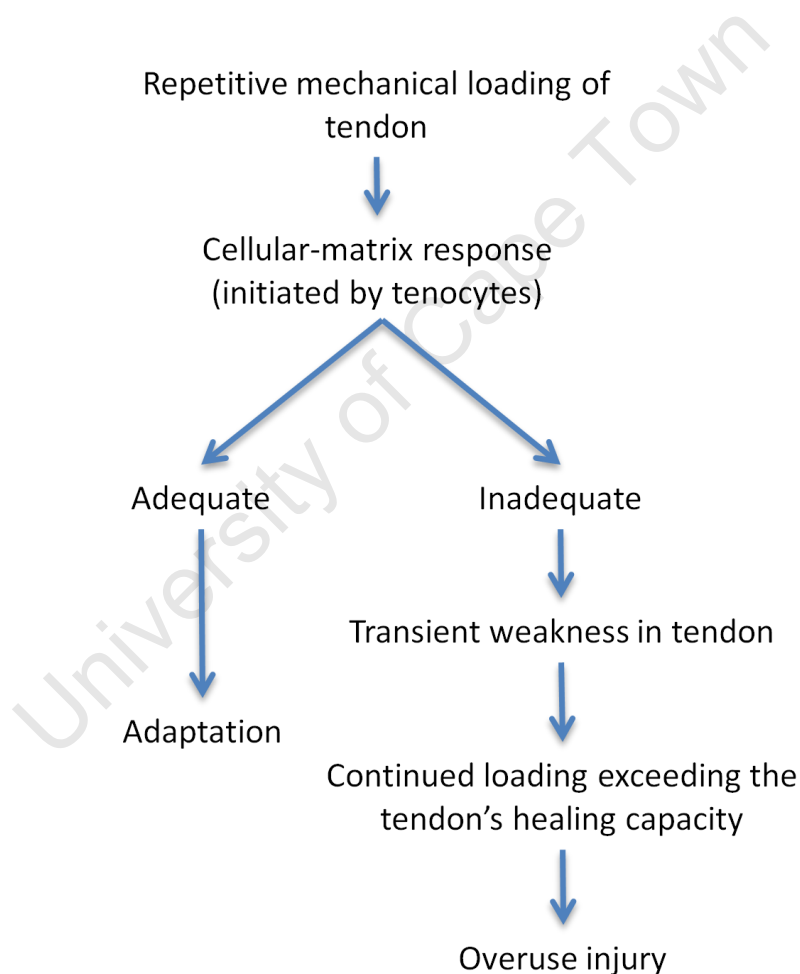 Repetitive mechanical loading of
tendon
Cellular-matrix response
(initiated by tenocytes)
Adequate
Inadequate
Transient weakness in tendon
Adaptation
Continued loading exceeding the
tendon’s healing capacity
Overuse injury
University of Cape Town